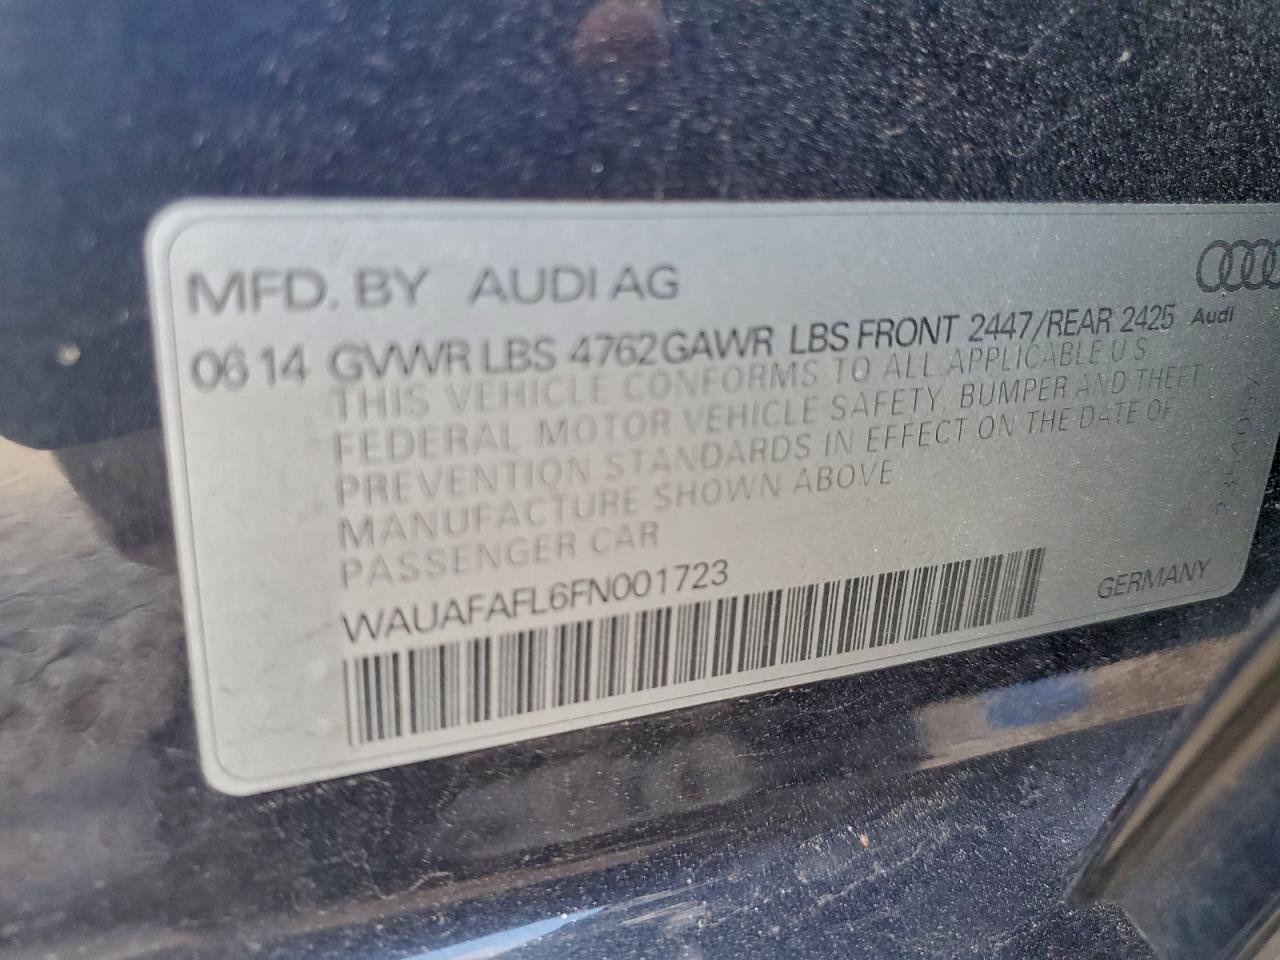 MFD. BY AUDI AG
06 14 GVWR LBS 4762 GAWR LBS FRONT 2447/REAR 2425
Audi
THIS VEHICLE CONFORMS TO ALL APPLICABLE U S
FEDERAL MOTOR VEHICLE SAFETY BUMPER AND THEFT
PREVENTION STANDARDS IN EFFECT ON THE DATE OF
MANUFACTURE SHOWN ABOVE
PASSENGER CAR
WAUAFAFL6FN001723
GERMANY